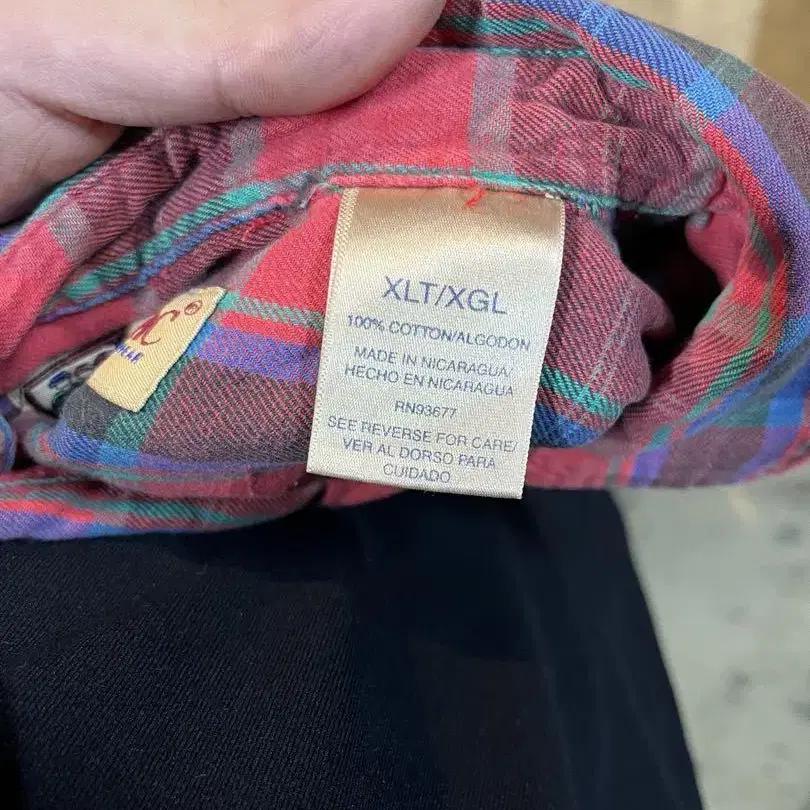 XLT/XGL
100% COTTON/ALGODON
MADE IN NICARAGUA/
HECHO EN NICARAGUA
RN93677
SEE REVERSE FOR CARE/
VER AL DORSO PARA
CUIDADO